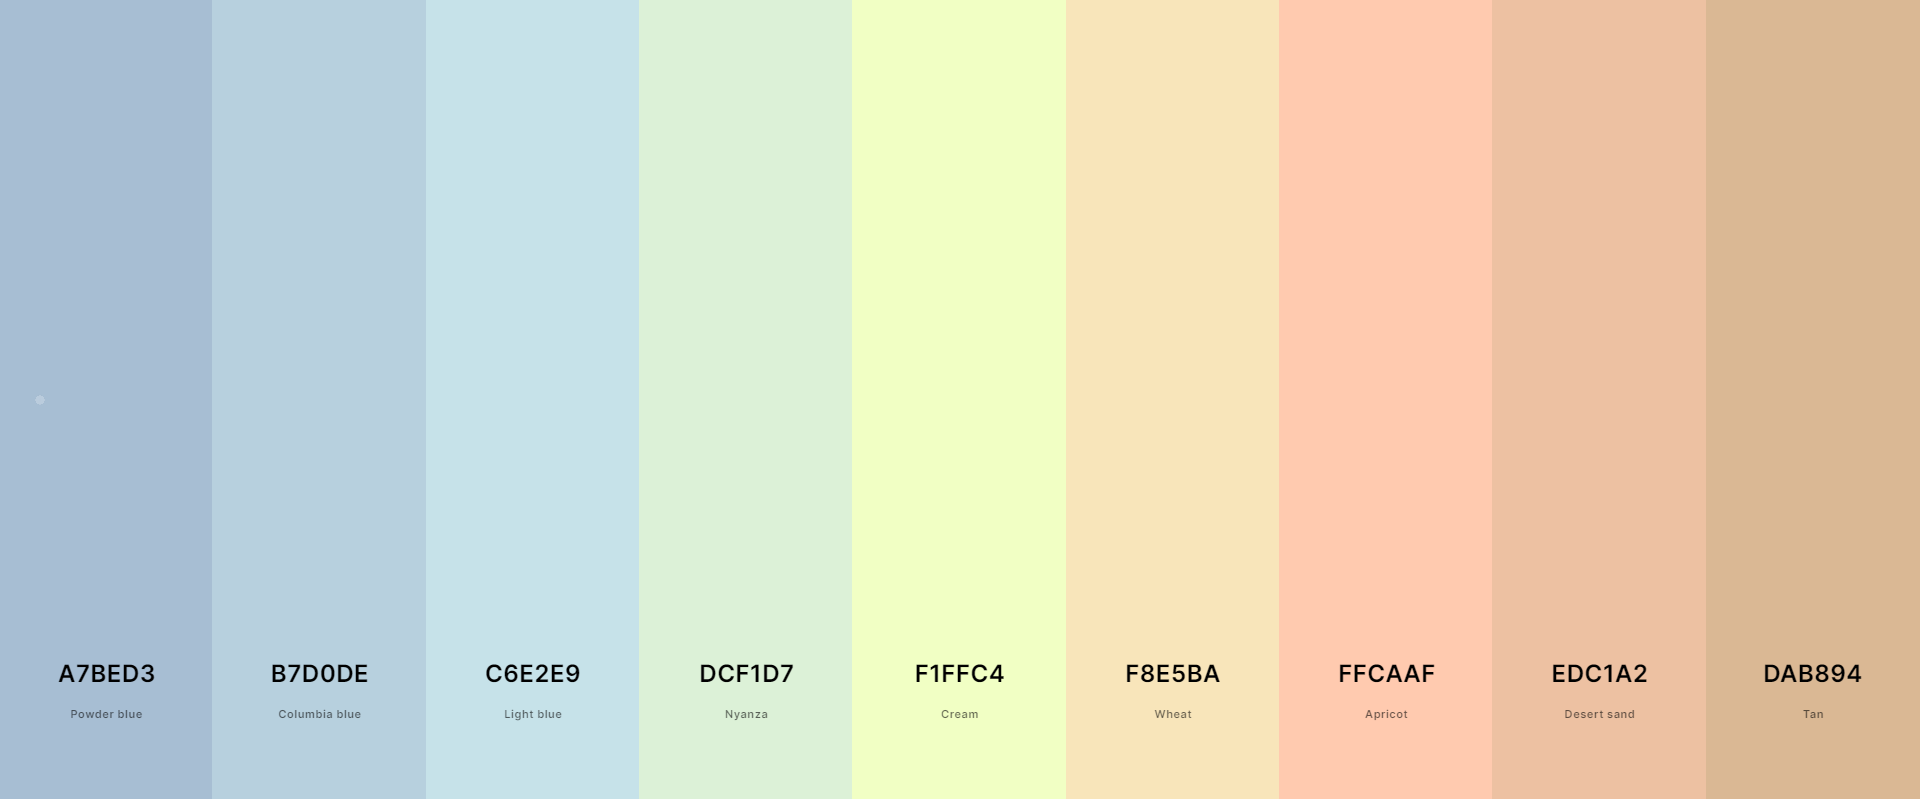 A7BED3 B7D0DE C6E2E9 DCF1D7 F1FFC4 F8E5BA FFCAAF EDC1A2 DAB894
Powder blue Columbia blue Light blue Nyanza Cream Wheat Apricot Desert sand Tan